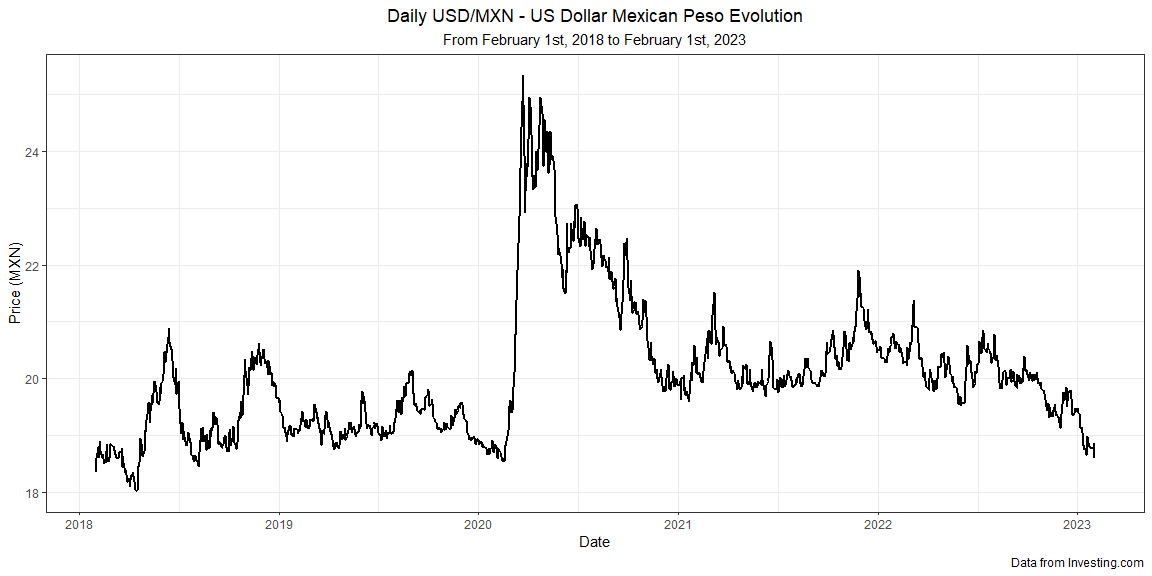 Daily USD/MXN - US Dollar Mexican Peso Evolution
From February 1st, 2018 to February 1st, 2023
Price (MXN)
24
22
20
18
2018 2019 2020 2021 2022 2023
Date
Data from Investing.com